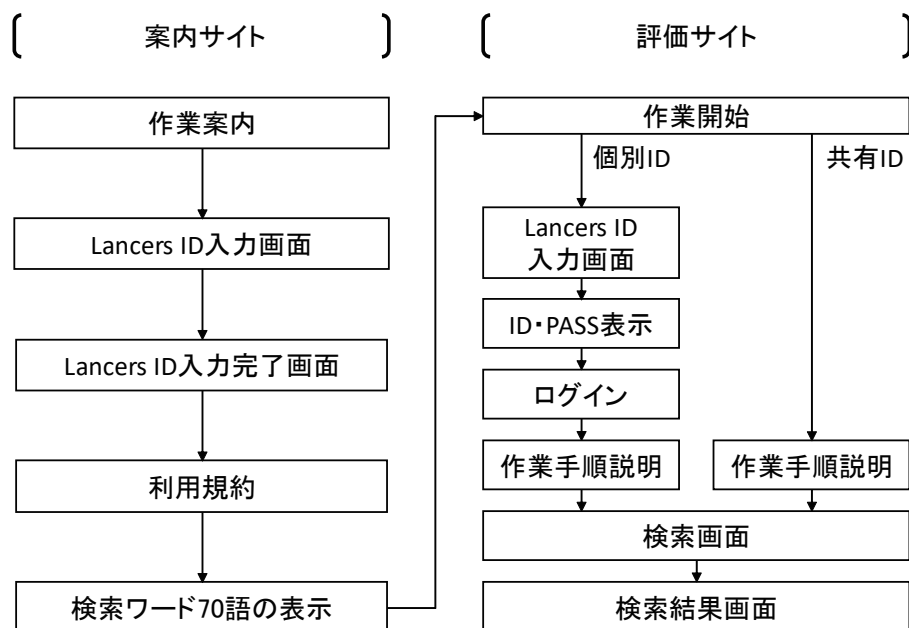 案内サイト
作業案内
Lancers ID入力画面
Lancers ID入力完了画面
利用規約
検索ワード70語の表示
評価サイト
作業開始
個別ID
共有ID
Lancers ID
入力画面
ID・PASS表示
ログイン
作業手順説明
作業手順説明
検索画面
検索結果画面